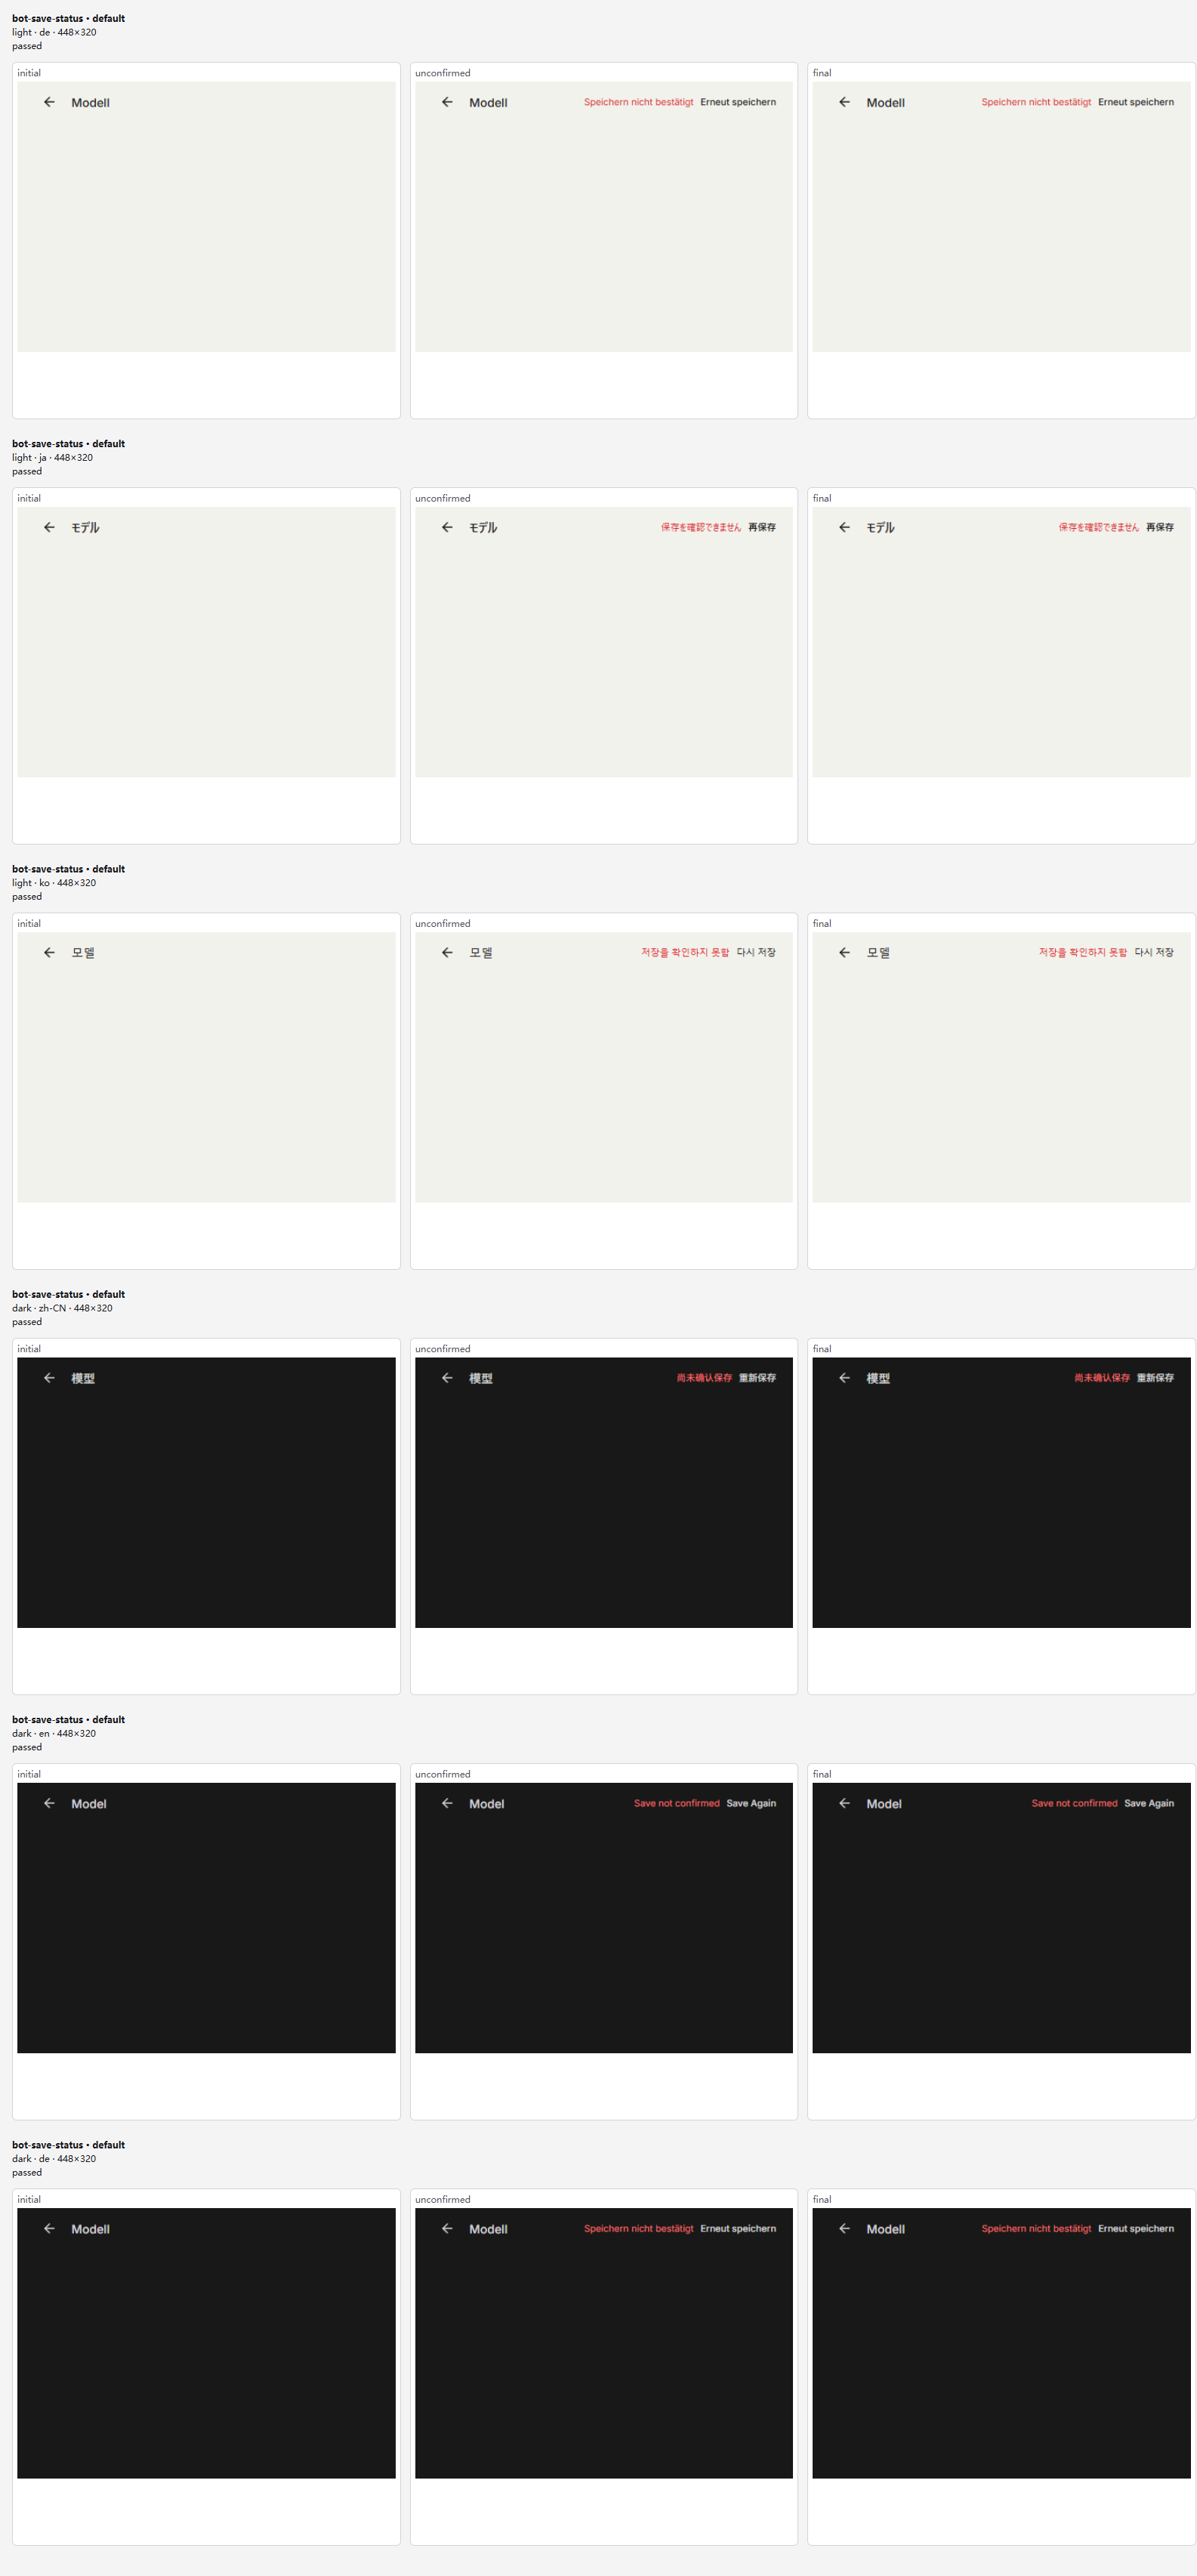 bot-save-status • default
light · de · 448×320
passed
initial
Modell
unconfirmed
Modell Speichern nicht bestätigt Erneut speichern
final
Modell Speichern nicht bestätigt Erneut speichern
bot-save-status • default
light · ja · 448×320
passed
initial
モデル
unconfirmed
モデル 保存を確認できません 再保存
final
モデル 保存を確認できません 再保存
bot-save-status • default
light · ko · 448×320
passed
initial
모델
unconfirmed
모델 저장을 확인하지 못함 다시 저장
final
모델 저장을 확인하지 못함 다시 저장
bot-save-status • default
dark · zh-CN · 448×320
passed
initial
模型
unconfirmed
模型 尚未确认保存 重新保存
final
模型 尚未确认保存 重新保存
bot-save-status • default
dark · en · 448×320
passed
initial
Model
unconfirmed
Model Save not confirmed Save Again
final
Model Save not confirmed Save Again
bot-save-status • default
dark · de · 448×320
passed
initial
Modell
unconfirmed
Modell Speichern nicht bestätigt Erneut speichern
final
Modell Speichern nicht bestätigt Erneut speichern